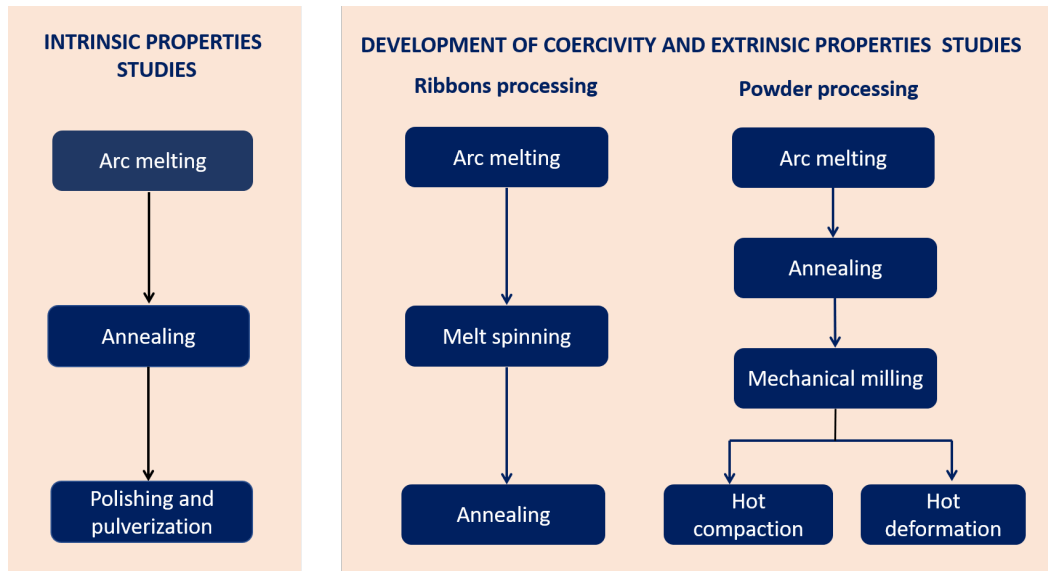 INTRINSIC PROPERTIES
STUDIES
Arc melting
Annealing
Polishing and
pulverization
DEVELOPMENT OF COERCIVITY AND EXTRINSIC PROPERTIES STUDIES
Ribbons processing
Arc melting
Melt spinning
Annealing
Powder processing
Arc melting
Annealing
Mechanical milling
Hot
compaction
Hot
deformation